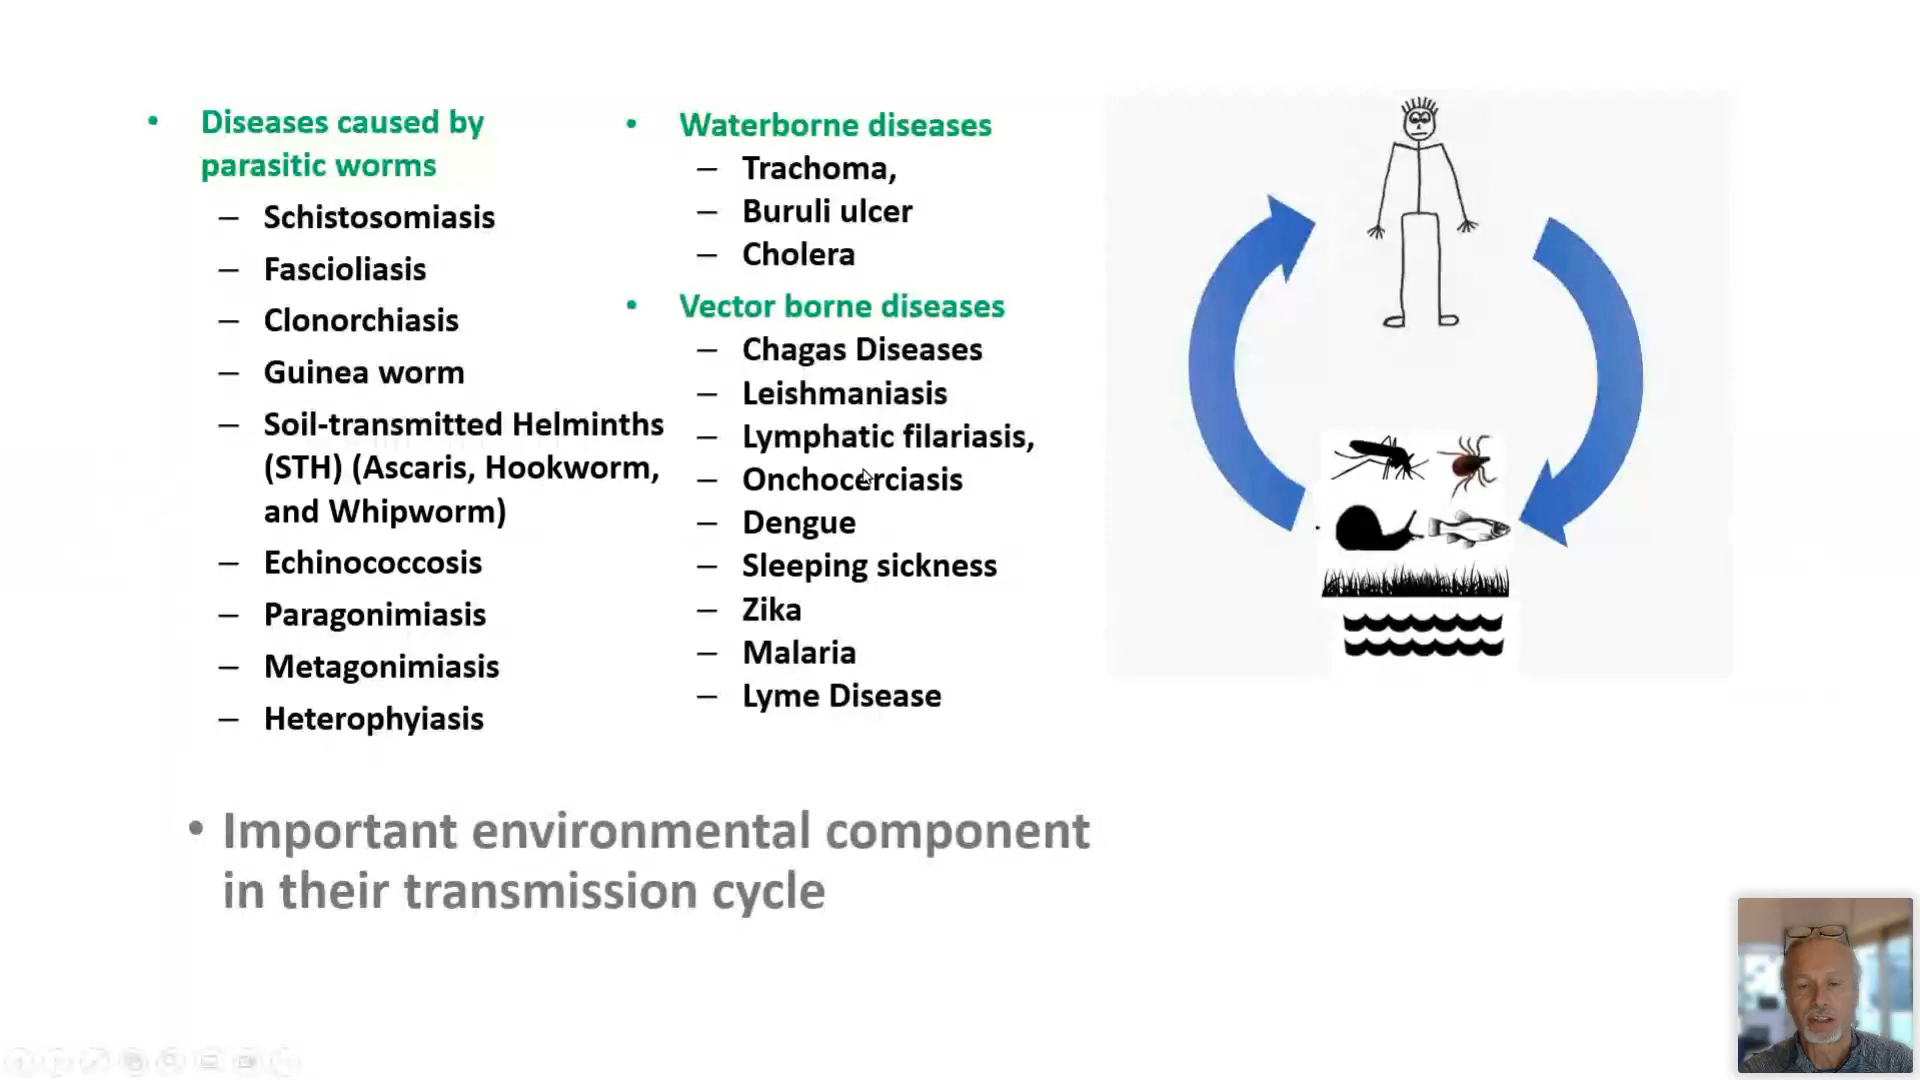 • Diseases caused by
parasitic worms
– Schistosomiasis
– Fascioliasis
– Clonorchiasis
– Guinea worm
– Soil-transmitted Helminths
(STH) (Ascaris, Hookworm,
and Whipworm)
– Echinococcosis
– Paragonimiasis
– Metagonimiasis
– Heterophyiasis
• Waterborne diseases
– Trachoma,
– Buruli ulcer
– Cholera
• Vector borne diseases
– Chagas Diseases
– Leishmaniasis
– Lymphatic filariasis,
– Onchocerciasis
– Dengue
– Sleeping sickness
– Zika
– Malaria
– Lyme Disease
• Important environmental component
in their transmission cycle